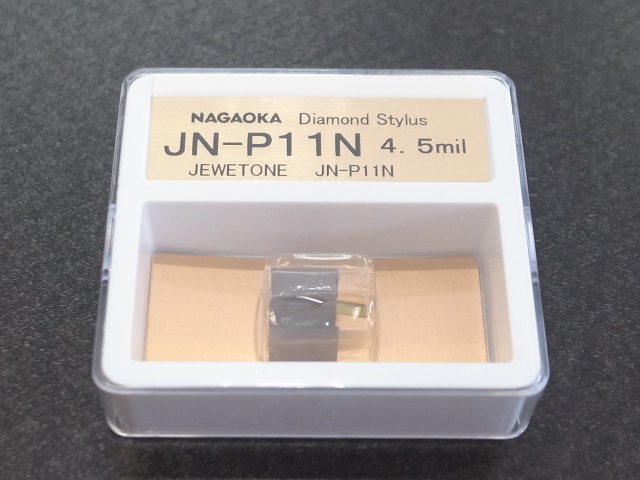 NAGAOKA Diamond Stylus
JN-P11N 4.5mil
JEWETONE JN-P11N